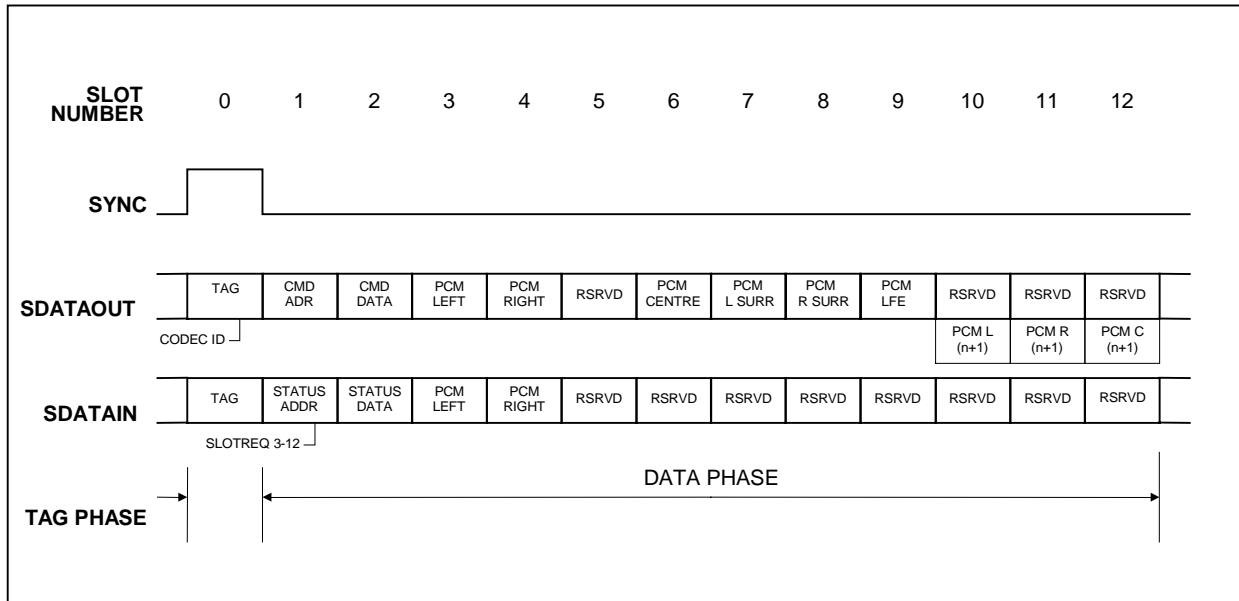 SLOT
NUMBER
0 1 2 3 4 5 6 7 8 9 10 11 12
SYNC
SDATAOUT
TAG
CMD
ADR
CMD
DATA
PCM
LEFT
PCM
RIGHT
RSRVD
PCM
CENTRE
PCM
L SURR
PCM
R SURR
PCM
LFE
RSRVD
RSRVD
RSRVD
CODEC ID
PCM L
(n+1)
PCM R
(n+1)
PCM C
(n+1)
SDATAIN
TAG
STATUS
ADDR
STATUS
DATA
PCM
LEFT
PCM
RIGHT
RSRVD
RSRVD
RSRVD
RSRVD
RSRVD
RSRVD
RSRVD
RSRVD
SLOTREQ 3-12
DATA PHASE
TAG PHASE